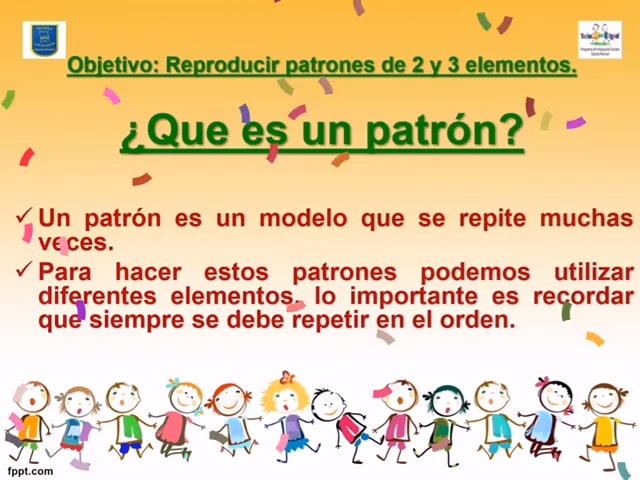 Objetivo: Reproducir patrones de 2 y 3 elementos.
¿Que es un patrón?
Un patrón es un modelo que se repite muchas
veces.
Para hacer estos patrones podemos utilizar
diferentes elementos, lo importante es recordar
que siempre se debe repetir en el orden.
fppt.com